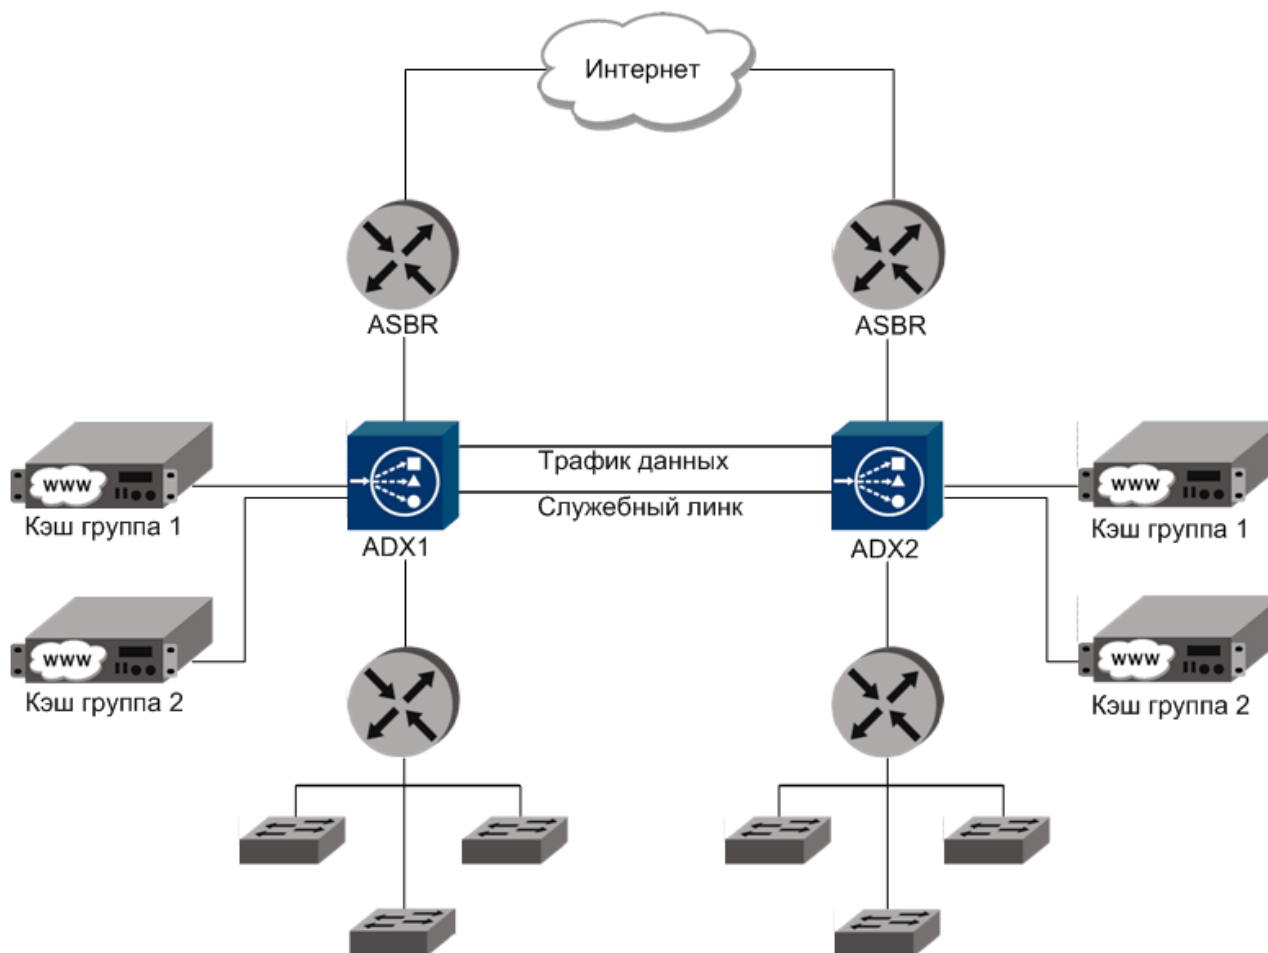 Интернет
ASBR
ASBR
Трафик данных
Служебный линк
www
Кэш группа 1
ADX1
ADX2
www
Кэш группа 1
www
Кэш группа 2
www
Кэш группа 2